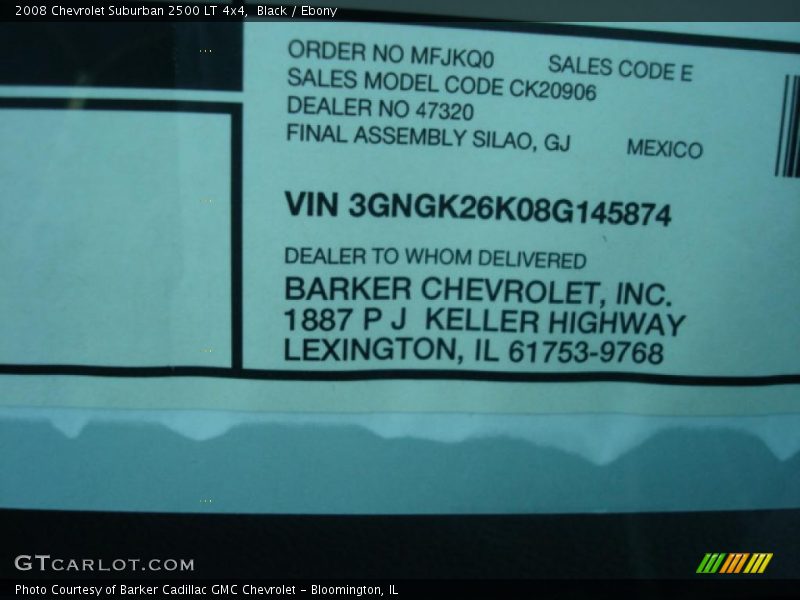 2008 Chevrolet Suburban 2500 LT 4x4, Black / Ebony
ORDER NO MFJKQ0 SALES CODE E
SALES MODEL CODE CK20906
DEALER NO 47320
FINAL ASSEMBLY SILAO, GJ MEXICO
VIN 3GNGK26K08G145874
DEALER TO WHOM DELIVERED
BARKER CHEVROLET, INC.
1887 P J KELLER HIGHWAY
LEXINGTON, IL 61753-9768
GTCARLOT.COM
Photo Courtesy of Barker Cadillac GMC Chevrolet - Bloomington, IL